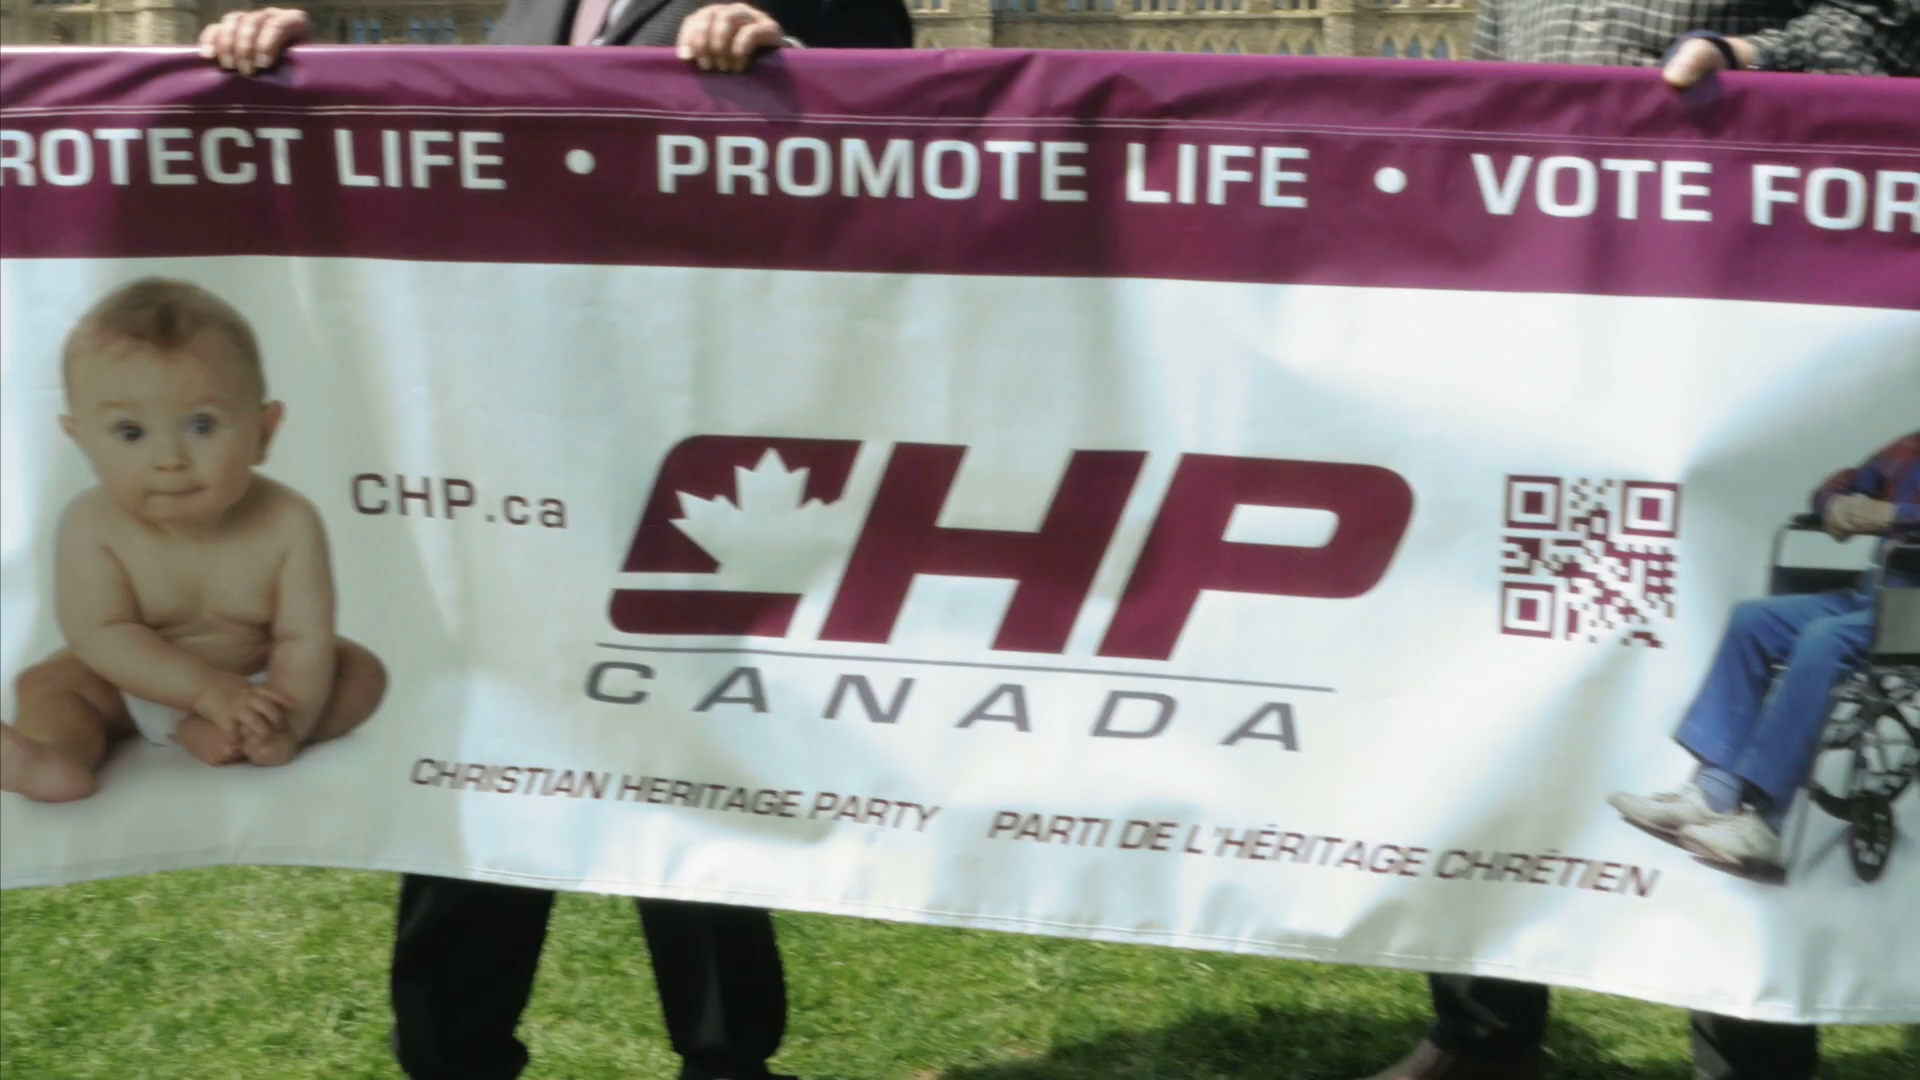 ROTECT LIFE • PROMOTE LIFE • VOTE FOR
CHP.ca
CHP
CANADA
CHRISTIAN HERITAGE PARTY PARTI DE L'HÉRITAGE CHRÉTIEN